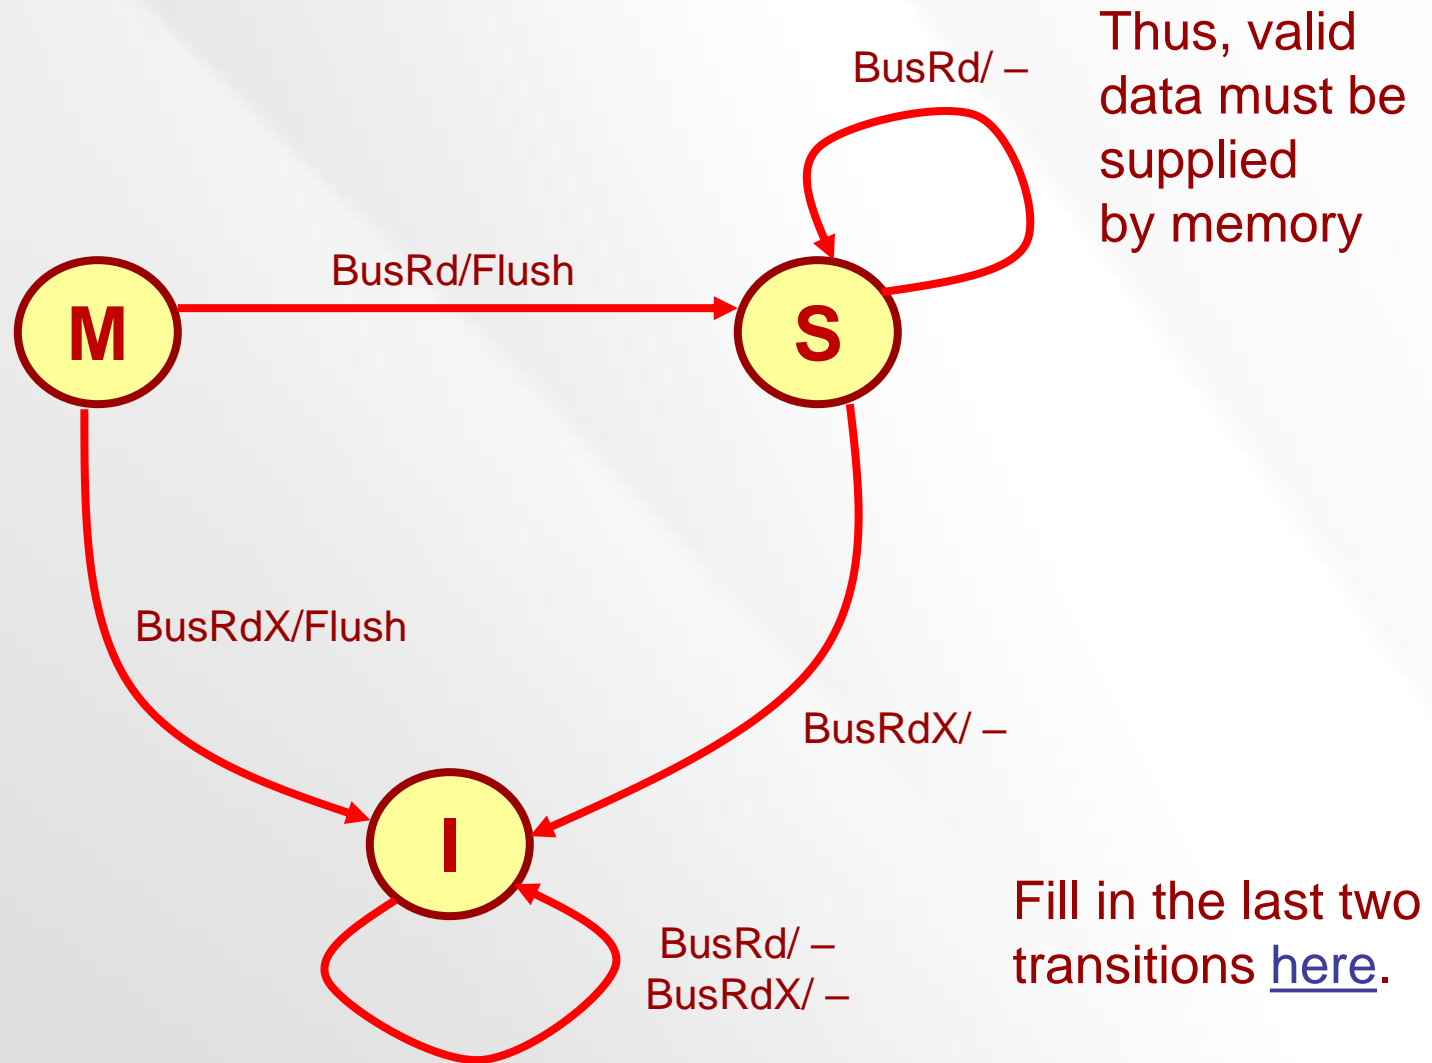 Thus, valid
data must be
supplied
by memory
BusRd/ –
BusRd/Flush
M
S
BusRdX/Flush
BusRdX/ –
I
BusRd/ –
BusRdX/ –
Fill in the last two
transitions here.